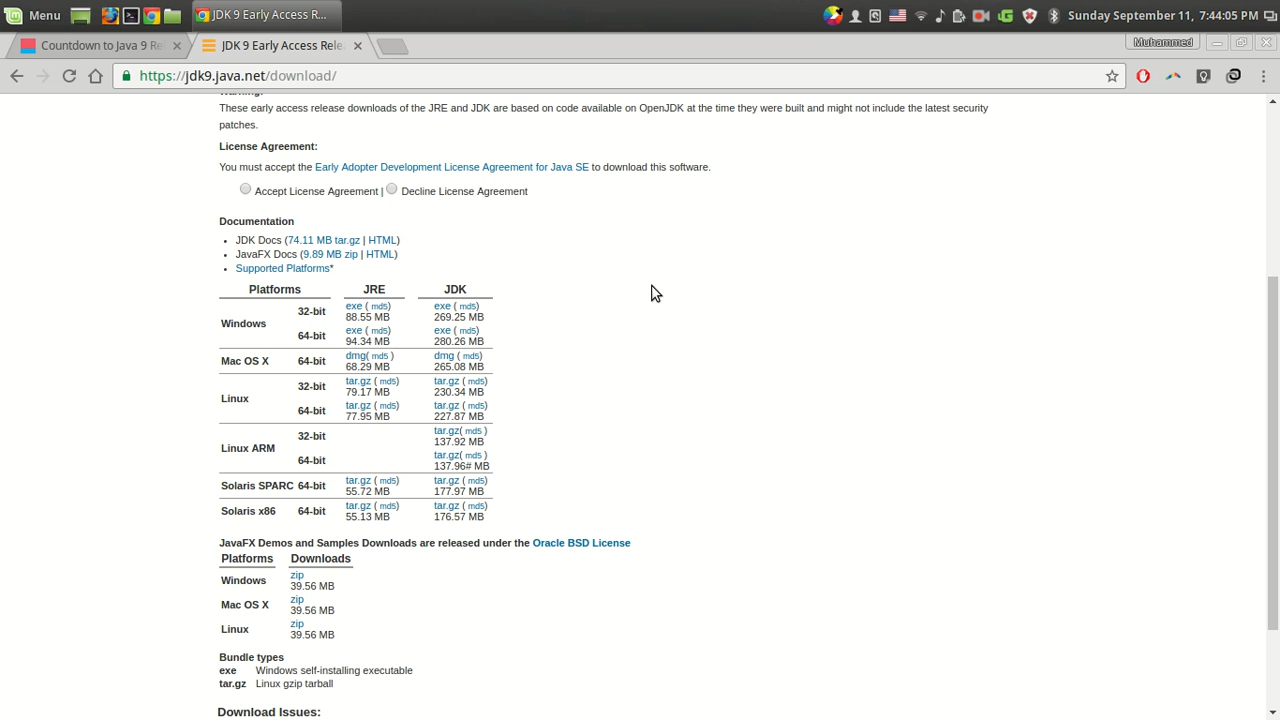 Menu
JDK 9 Early Access R...
Sunday September 11, 7:44:05 PM
Countdown to Java 9 Re
JDK 9 Early Access Rele
Muhammed
https://jdk9.java.net/download/
Warning:
These early access release downloads of the JRE and JDK are based on code available on OpenJDK at the time they were built and might not include the latest security
patches.
License Agreement:
You must accept the Early Adopter Development License Agreement for Java SE to download this software.
Accept License Agreement | Decline License Agreement
Documentation
• JDK Docs (74.11 MB tar.gz | HTML)
• JavaFX Docs (9.89 MB zip | HTML)
• Supported Platforms*
Platforms JRE JDK
Windows 32-bit exe ( md5) 88.55 MB exe ( md5) 269.25 MB
64-bit exe ( md5) 94.34 MB exe ( md5) 280.26 MB
Mac OS X 64-bit dmg( md5 ) 68.29 MB dmg ( md5) 265.08 MB
Linux 32-bit tar.gz ( md5) 79.17 MB tar.gz ( md5) 230.34 MB
64-bit tar.gz ( md5) 77.95 MB tar.gz ( md5) 227.87 MB
Linux ARM 32-bit tar.gz( md5 ) 137.92 MB
64-bit tar.gz( md5 ) 137.96# MB
Solaris SPARC 64-bit tar.gz ( md5) 55.72 MB tar.gz ( md5) 177.97 MB
Solaris x86 64-bit tar.gz ( md5) 55.13 MB tar.gz ( md5) 176.57 MB
JavaFX Demos and Samples Downloads are released under the Oracle BSD License
Platforms Downloads
Windows zip 39.56 MB
Mac OS X zip 39.56 MB
Linux zip 39.56 MB
Bundle types
exe Windows self-installing executable
tar.gz Linux gzip tarball
Download Issues: